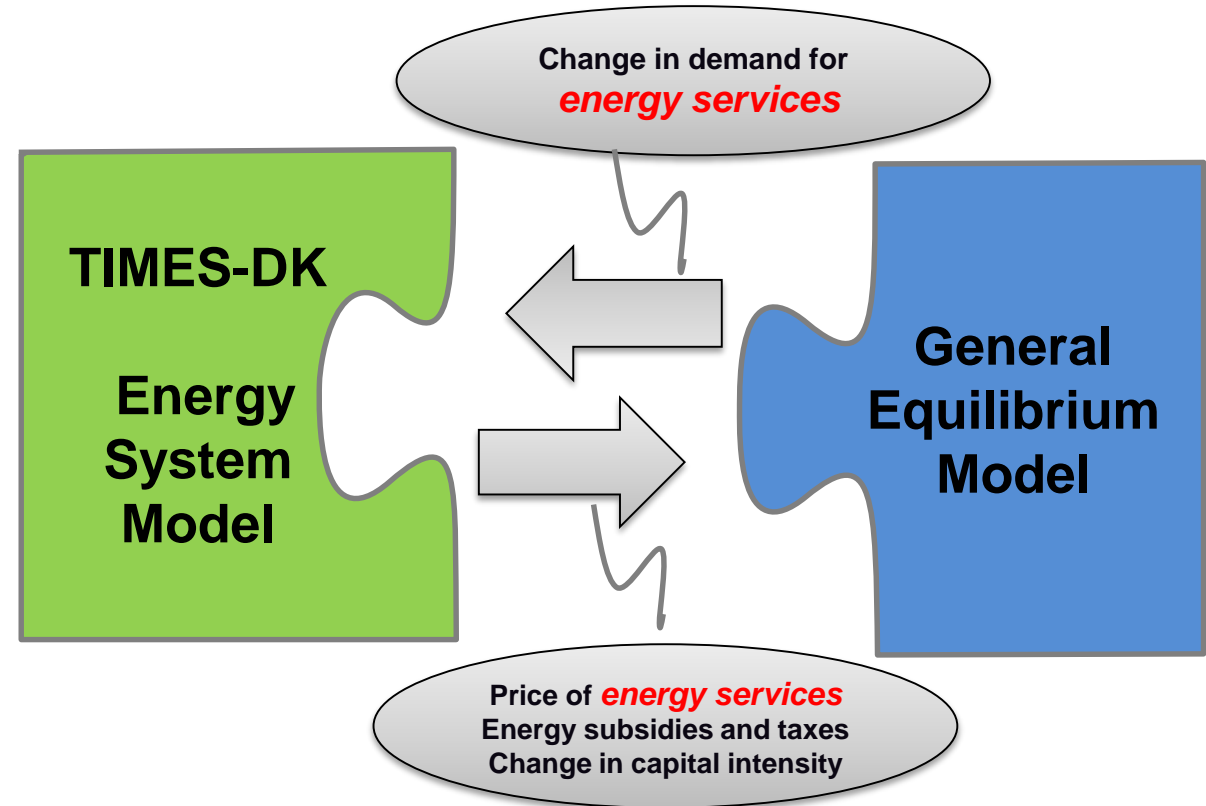 Change in demand for
energy services
TIMES-DK
Energy
System
Model
General
Equilibrium
Model
Price of energy services
Energy subsidies and taxes
Change in capital intensity